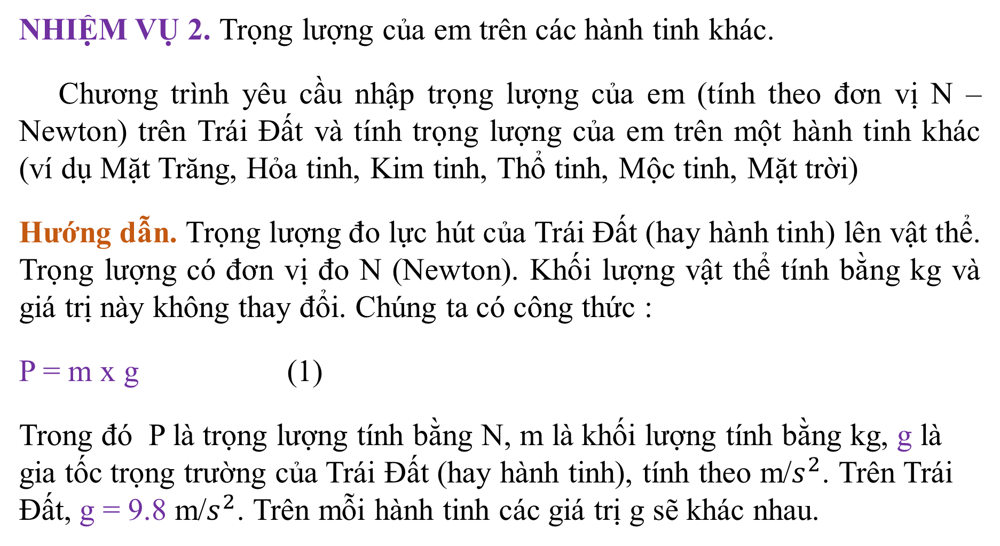 NHIỆM VỤ 2. Trọng lượng của em trên các hành tinh khác.
Chương trình yêu cầu nhập trọng lượng của em (tính theo đơn vị N –
Newton) trên Trái Đất và tính trọng lượng của em trên một hành tinh khác
(ví dụ Mặt Trăng, Hỏa tinh, Kim tinh, Thổ tinh, Mộc tinh, Mặt trời)
Hướng dẫn. Trọng lượng đo lực hút của Trái Đất (hay hành tinh) lên vật thể.
Trọng lượng có đơn vị đo N (Newton). Khối lượng vật thể tính bằng kg và
giá trị này không thay đổi. Chúng ta có công thức :
P = m x g (1)
Trong đó P là trọng lượng tính bằng N, m là khối lượng tính bằng kg, g là
gia tốc trọng trường của Trái Đất (hay hành tinh), tính theo m/s². Trên Trái
Đất, g = 9.8 m/s². Trên mỗi hành tinh các giá trị g sẽ khác nhau.